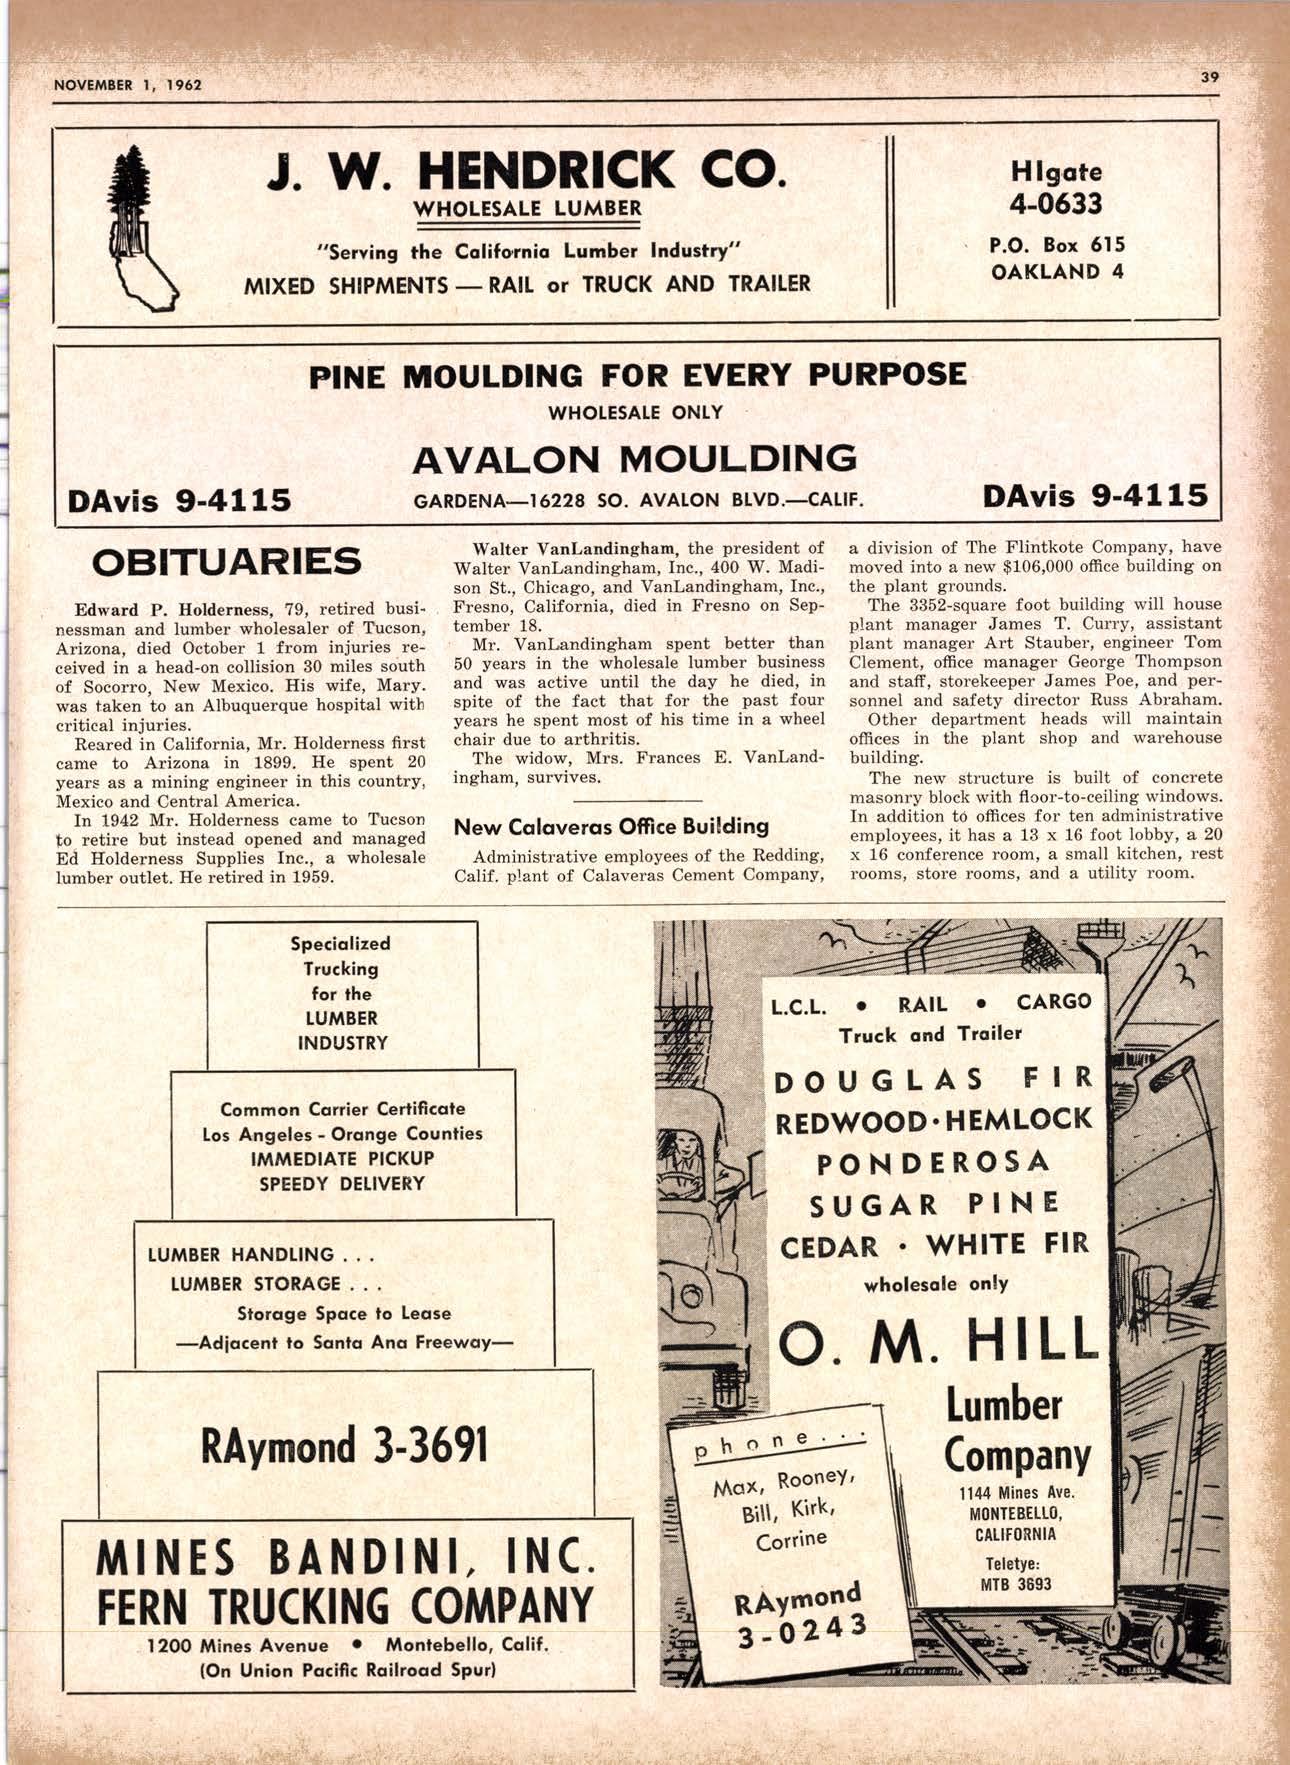 NOVEMBER 1, 1962
39
J. W. HENDRICK CO.
WHOLESALE LUMBER
"Serving the California Lumber Industry"
MIXED SHIPMENTS — RAIL or TRUCK AND TRAILER
HIgate
4-0633
P.O. Box 615
OAKLAND 4
PINE MOULDING FOR EVERY PURPOSE
WHOLESALE ONLY
AVALON MOULDING
DAvis 9-4115
GARDENA—16228 SO. AVALON BLVD.—CALIF.
DAvis 9-4115
OBITUARIES
Edward P. Holderness, 79, retired busi-
nessman and lumber wholesaler of Tucson,
Arizona, died October 1 from injuries re-
ceived in a head-on collision 30 miles south
of Socorro, New Mexico. His wife, Mary.
was taken to an Albuquerque hospital with
critical injuries.
Reared in California, Mr. Holderness first
came to Arizona in 1899. He spent 20
years as a mining engineer in this country,
Mexico and Central America.
In 1942 Mr. Holderness came to Tucson
to retire but instead opened and managed
Ed Holderness Supplies Inc., a wholesale
lumber outlet. He retired in 1959.
Walter VanLandingham, the president of
Walter VanLandingham, Inc., 400 W. Madi-
son St., Chicago, and VanLandingham, Inc.,
Fresno, California, died in Fresno on Sep-
tember 18.
Mr. VanLandingham spent better than
50 years in the wholesale lumber business
and was active until the day he died, in
spite of the fact that for the past four
years he spent most of his time in a wheel
chair due to arthritis.
The widow, Mrs. Frances E. VanLand-
ingham, survives.
New Calaveras Office Building
Administrative employees of the Redding,
Calif. plant of Calaveras Cement Company,
a division of The Flintkote Company, have
moved into a new $106,000 office building on
the plant grounds.
The 3352-square foot building will house
plant manager James T. Curry, assistant
plant manager Art Stauber, engineer Tom
Clement, office manager George Thompson
and staff, storekeeper James Poe, and per-
sonnel and safety director Russ Abraham.
Other department heads will maintain
offices in the plant shop and warehouse
building.
The new structure is built of concrete
masonry block with floor-to-ceiling windows.
In addition to offices for ten administrative
employees, it has a 13 x 16 foot lobby, a 20
x 16 conference room, a small kitchen, rest
rooms, store rooms, and a utility room.
Specialized
Trucking
for the
LUMBER
INDUSTRY
Common Carrier Certificate
Los Angeles - Orange Counties
IMMEDIATE PICKUP
SPEEDY DELIVERY
LUMBER HANDLING . . .
LUMBER STORAGE . . .
Storage Space to Lease
—Adjacent to Santa Ana Freeway—
RAymond 3-3691
MINES BANDINI, INC.
FERN TRUCKING COMPANY
1200 Mines Avenue • Montebello, Calif.
(On Union Pacific Railroad Spur)
L.C.L. • RAIL • CARGO
Truck and Trailer
DOUGLAS FIR
REDWOOD · HEMLOCK
PONDEROSA
SUGAR PINE
CEDAR · WHITE FIR
wholesale only
O. M. HILL
Lumber
Company
1144 Mines Ave.
MONTEBELLO,
CALIFORNIA
Teletye:
MTB 3693
phone...
Max, Rooney,
Bill, Kirk,
Corrine
RAymond
3-0243